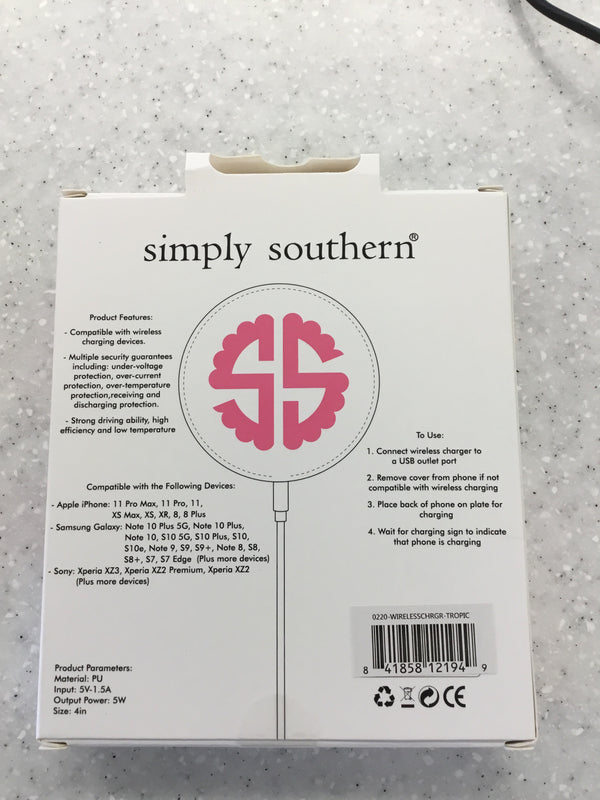 simply southern®
Product Features:
- Compatible with wireless
charging devices.
- Multiple security guarantees
including: under-voltage
protection, over-current
protection, over-temperature
protection,receiving and
discharging protection.
- Strong driving ability, high
efficiency and low temperature
SS
To Use:
1. Connect wireless charger to
a USB outlet port
2. Remove cover from phone if not
compatible with wireless charging
3. Place back of phone on plate for
charging
4. Wait for charging sign to indicate
that phone is charging
Compatible with the Following Devices:
- Apple iPhone: 11 Pro Max, 11 Pro, 11,
XS Max, XS, XR, 8, 8 Plus
- Samsung Galaxy: Note 10 Plus 5G, Note 10 Plus,
Note 10, S10 5G, S10 Plus, S10,
S10e, Note 9, S9, S9+, Note 8, S8,
S8+, S7, S7 Edge (Plus more devices)
- Sony: Xperia XZ3, Xperia XZ2 Premium, Xperia XZ2
(Plus more devices)
Product Parameters:
Material: PU
Input: 5V-1.5A
Output Power: 5W
Size: 4in
0220-WIRELESSCHRGR-TROPIC
8 41858 12194 9
CE